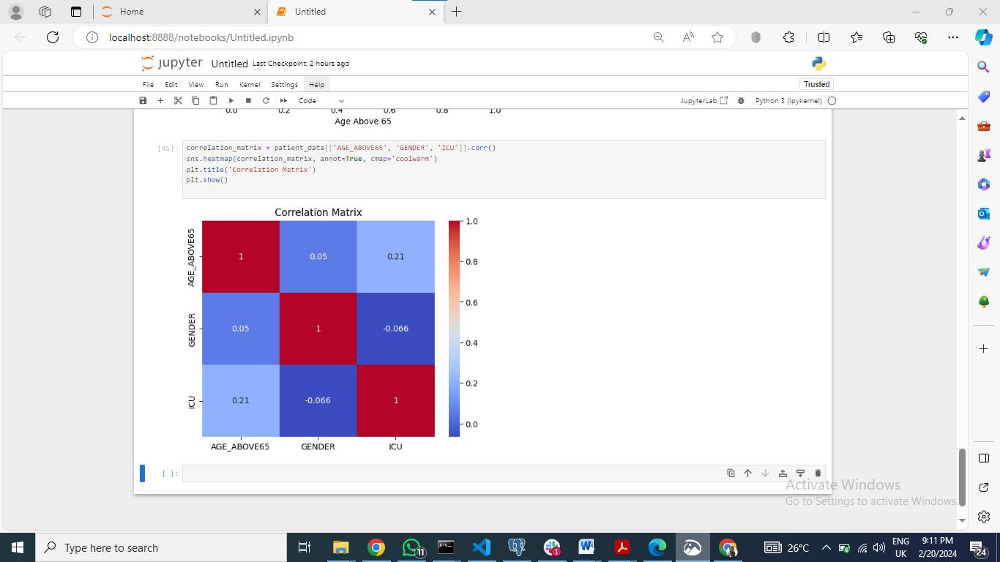 Home
Untitled
localhost:8888/notebooks/Untitled.ipynb
jupyter Untitled Last Checkpoint: 2 hours ago
File Edit View Run Kernel Settings Help
Trusted
Code
JupyterLab
Python 3 (ipykernel)
0.0 0.2 0.4 0.6 0.8 1.0
Age Above 65
[45]:
correlation_matrix = patient_data[['AGE_ABOVE65', 'GENDER', 'ICU']].corr()
sns.heatmap(correlation_matrix, annot=True, cmap='coolwarm')
plt.title('Correlation Matrix')
plt.show()
Correlation Matrix
AGE_ABOVE65
1 0.05 0.21
GENDER
0.05 1 -0.066
ICU
0.21 -0.066 1
AGE_ABOVE65 GENDER ICU
1.0
0.8
0.6
0.4
0.2
0.0
[ ]:
Activate Windows
Go to Settings to activate Windows.
Type here to search
11
1
26°C
ENG
UK
9:11 PM
2/20/2024
24